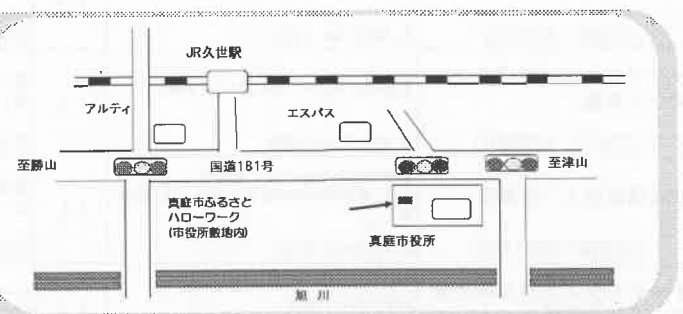 JR久世駅
アルティ
エスパス
至勝山
国道181号
至津山
真庭市ふるさと
ハローワーク
(市役所敷地内)
真庭市役所
旭 川